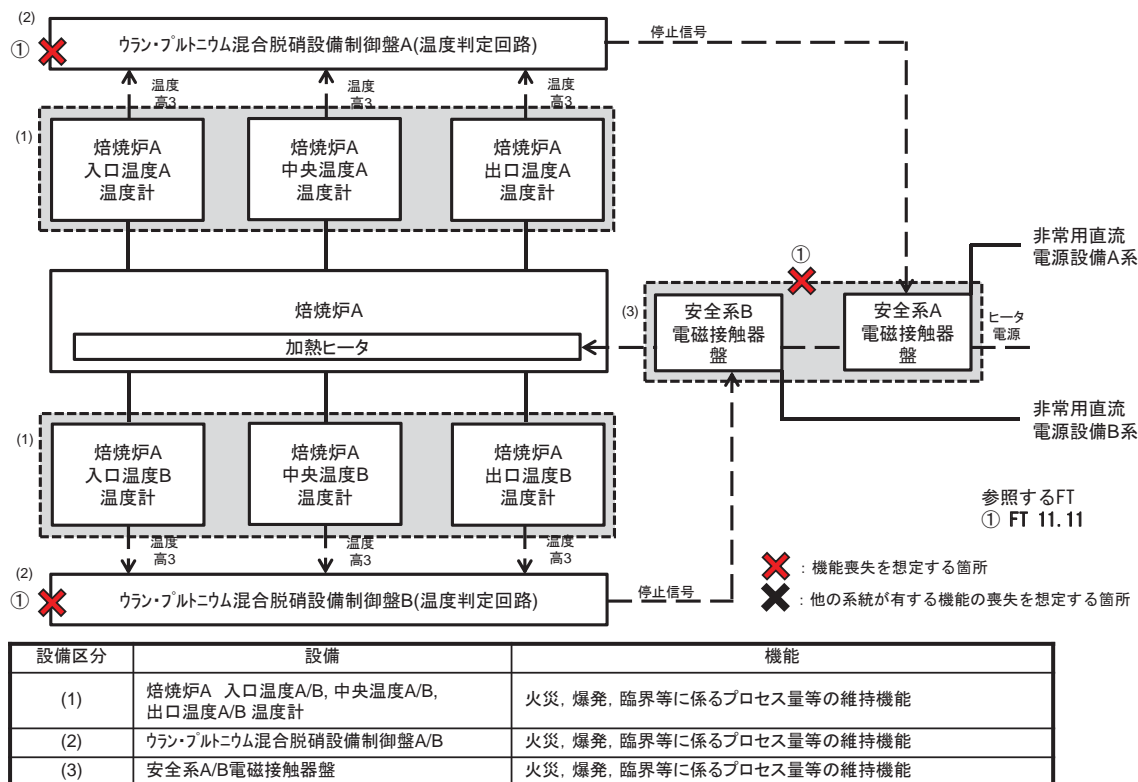 (2)
①
ウラン・プルトニウム混合脱硝設備制御盤A(温度判定回路)
停止信号
温度
高3
温度
高3
温度
高3
(1)
焙焼炉A
入口温度A
温度計
焙焼炉A
中央温度A
温度計
焙焼炉A
出口温度A
温度計
非常用直流
電源設備A系
①
焙焼炉A
加熱ヒータ
(3)
安全系B
電磁接触器
盤
安全系A
電磁接触器
盤
ヒータ
電源
非常用直流
電源設備B系
(1)
焙焼炉A
入口温度B
温度計
焙焼炉A
中央温度B
温度計
焙焼炉A
出口温度B
温度計
温度
高3
温度
高3
温度
高3
参照するFT
① FT 11.11
(2)
①
ウラン・プルトニウム混合脱硝設備制御盤B(温度判定回路)
停止信号
:機能喪失を想定する箇所
:他の系統が有する機能の喪失を想定する箇所
設備区分 設備 機能
(1) 焙焼炉A 入口温度A/B, 中央温度A/B,
出口温度A/B 温度計 火災, 爆発, 臨界等に係るプロセス量等の維持機能
(2) ウラン・プルトニウム混合脱硝設備制御盤A/B 火災, 爆発, 臨界等に係るプロセス量等の維持機能
(3) 安全系A/B電磁接触器盤 火災, 爆発, 臨界等に係るプロセス量等の維持機能